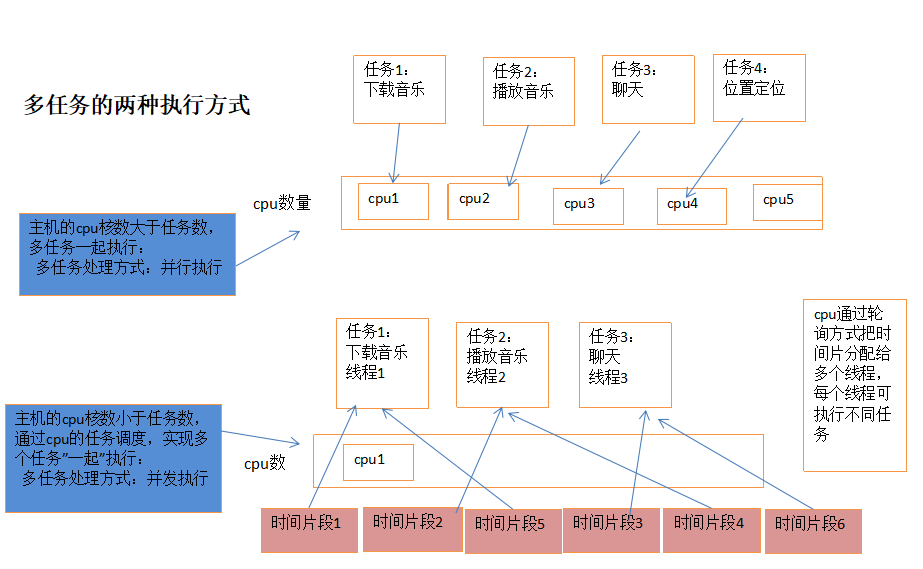 多任务的两种执行方式
任务1：
下载音乐
任务2：
播放音乐
任务3：
聊天
任务4：
位置定位
cpu数量
cpu1
cpu2
cpu3
cpu4
cpu5
主机的cpu核数大于任务数，
多任务一起执行：
多任务处理方式：并行执行
任务1：
下载音乐
线程1
任务2：
播放音乐
线程2
任务3：
聊天
线程3
cpu通过轮
询方式把时
间片分配给
多个线程，
每个线程可
执行不同任
务
主机的cpu核数小于任务数，
通过cpu的任务调度，实现多
个任务”一起”执行：
多任务处理方式：并发执行
cpu数
cpu1
时间片段1
时间片段2
时间片段5
时间片段3
时间片段4
时间片段6